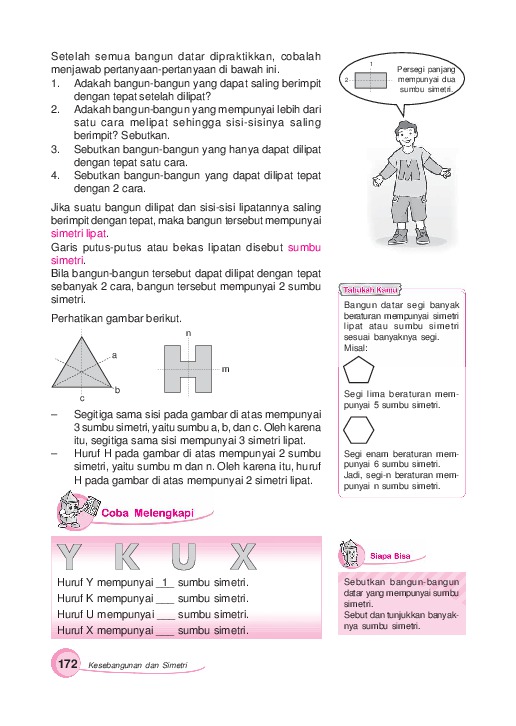 Setelah semua bangun datar dipraktikkan, cobalah
menjawab pertanyaan-pertanyaan di bawah ini.
1. Adakah bangun-bangun yang dapat saling berimpit
dengan tepat setelah dilipat?
2. Adakah bangun-bangun yang mempunyai lebih dari
satu cara melipat sehingga sisi-sisinya saling
berimpit? Sebutkan.
3. Sebutkan bangun-bangun yang hanya dapat dilipat
dengan tepat satu cara.
4. Sebutkan bangun-bangun yang dapat dilipat tepat
dengan 2 cara.
Jika suatu bangun dilipat dan sisi-sisi lipatannya saling
berimpit dengan tepat, maka bangun tersebut mempunyai
simetri lipat.
Garis putus-putus atau bekas lipatan disebut sumbu
simetri.
Bila bangun-bangun tersebut dapat dilipat dengan tepat
sebanyak 2 cara, bangun tersebut mempunyai 2 sumbu
simetri.
Perhatikan gambar berikut.
a
b
c
n
m
– Segitiga sama sisi pada gambar di atas mempunyai
3 sumbu simetri, yaitu sumbu a, b, dan c. Oleh karena
itu, segitiga sama sisi mempunyai 3 simetri lipat.
– Huruf H pada gambar di atas mempunyai 2 sumbu
simetri, yaitu sumbu m dan n. Oleh karena itu, huruf
H pada gambar di atas mempunyai 2 simetri lipat.
Coba Melengkapi
Y K U X
Huruf Y mempunyai _1_ sumbu simetri.
Huruf K mempunyai ___ sumbu simetri.
Huruf U mempunyai ___ sumbu simetri.
Huruf X mempunyai ___ sumbu simetri.
1
2
Persegi panjang
mempunyai dua
sumbu simetri.
Tahukah Kamu
Bangun datar segi banyak
beraturan mempunyai simetri
lipat atau sumbu simetri
sesuai banyaknya segi.
Misal:
Segi lima beraturan mem-
punyai 5 sumbu simetri.
Segi enam beraturan mem-
punyai 6 sumbu simetri.
Jadi, segi-n beraturan mem-
punyai n sumbu simetri.
Siapa Bisa
Sebutkan bangun-bangun
datar yang mempunyai sumbu
simetri.
Sebut dan tunjukkan banyak-
nya sumbu simetri.
172 Kesebangunan dan Simetri